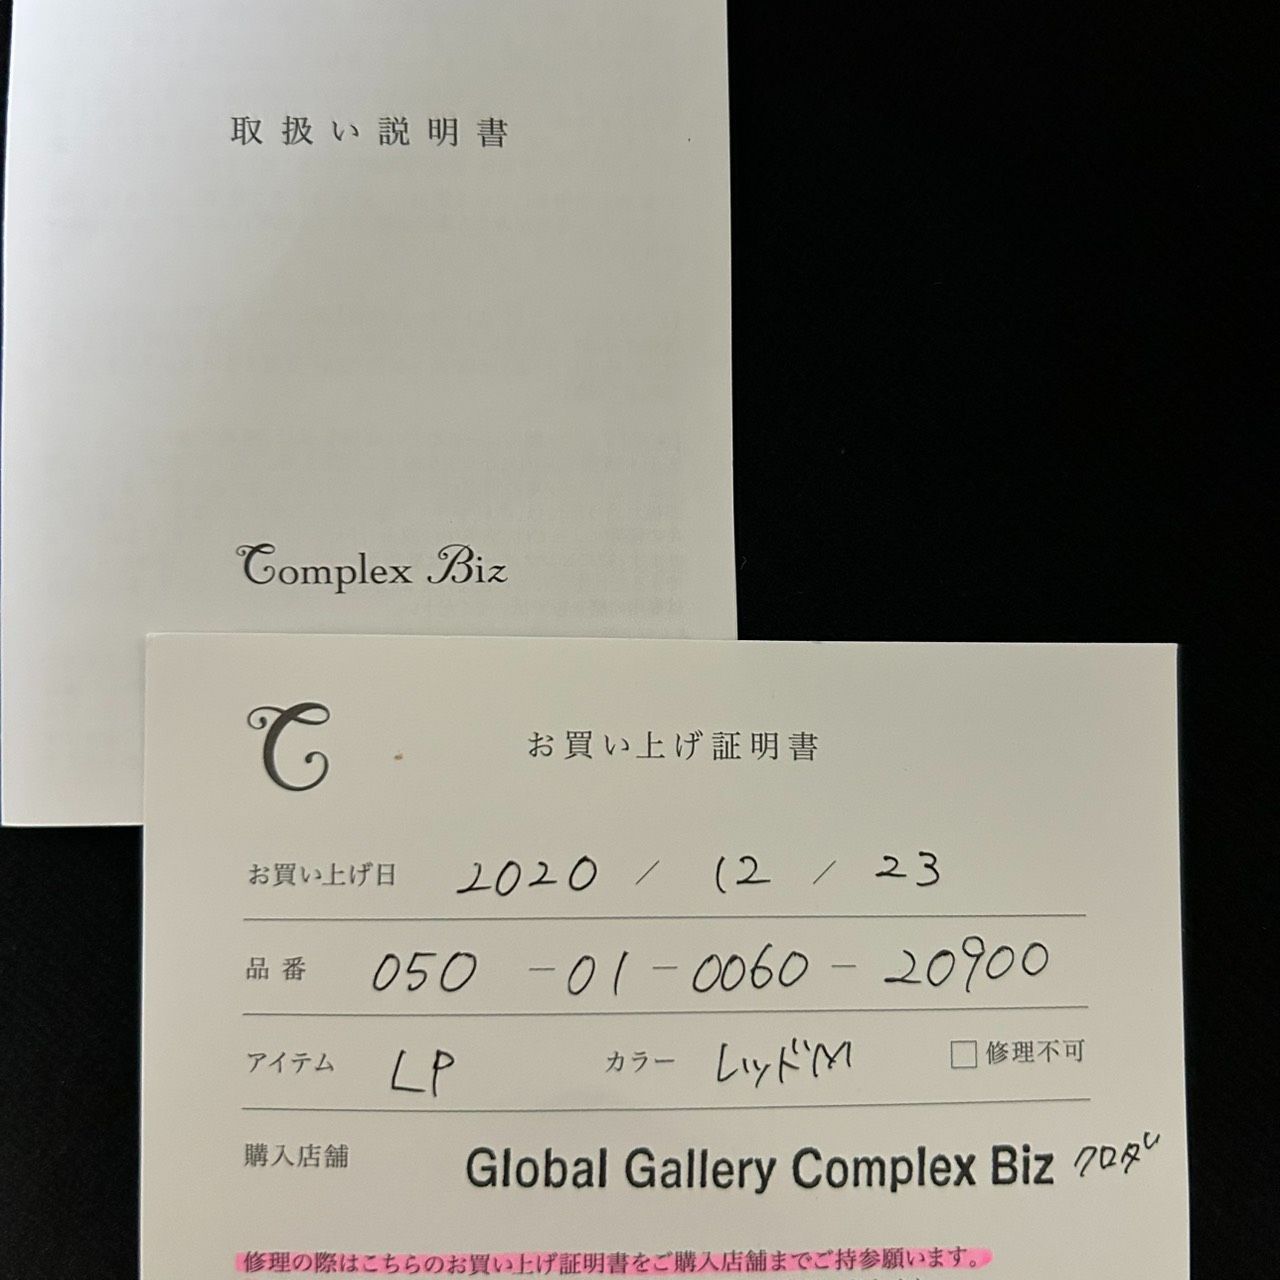 取扱い説明書
Complex Biz
C
お買い上げ証明書
お買い上げ日 2020 / 12 / 23
品番 050 - 01 - 0060 - 20900
アイテム LP カラー レッドM □修理不可
購入店舗 Global Gallery Complex Biz クロダ
修理の際はこちらのお買い上げ証明書をご購入店舗までご持参願います。